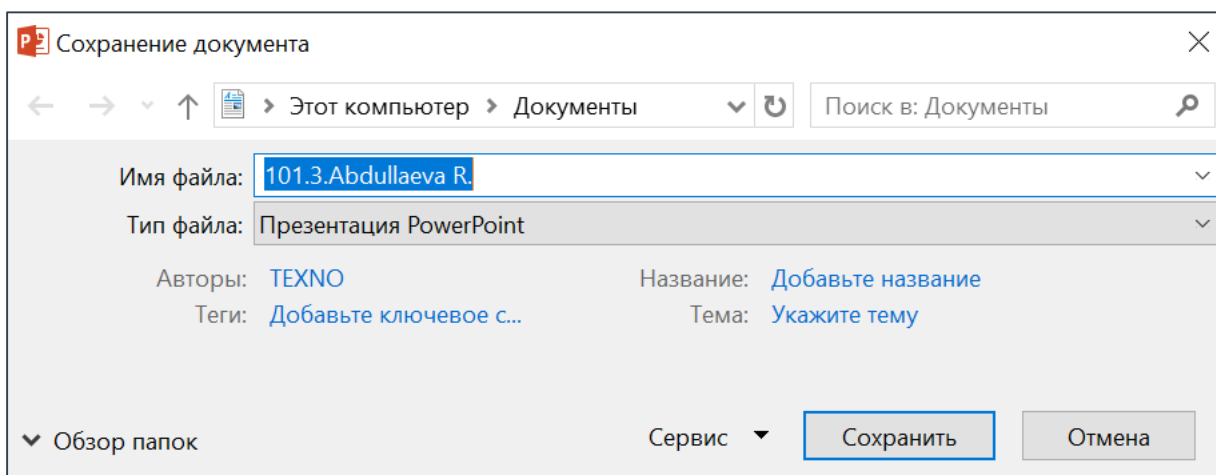 Сохранение документа
Этот компьютер > Документы
Поиск в: Документы
Имя файла: 101.3.Abdullaeva R.
Тип файла: Презентация PowerPoint
Авторы: TEXNO Название: Добавьте название
Теги: Добавьте ключевое с... Тема: Укажите тему
Обзор папок Сервис Сохранить Отмена